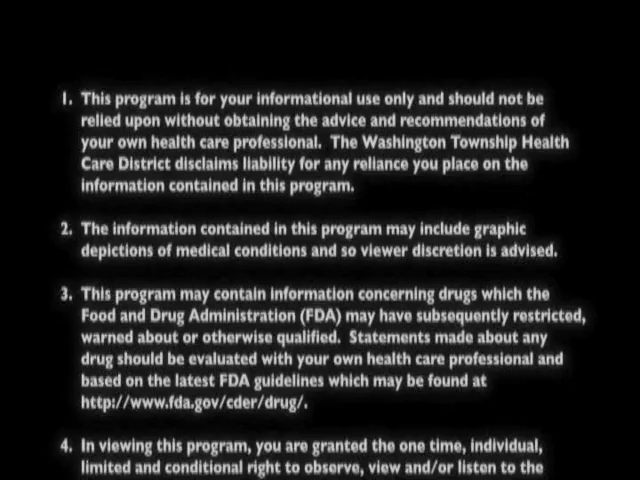 1. This program is for your informational use only and should not be
relied upon without obtaining the advice and recommendations of
your own health care professional. The Washington Township Health
Care District disclaims liability for any reliance you place on the
information contained in this program.
2. The information contained in this program may include graphic
depictions of medical conditions and so viewer discretion is advised.
3. This program may contain information concerning drugs which the
Food and Drug Administration (FDA) may have subsequently restricted,
warned about or otherwise qualified. Statements made about any
drug should be evaluated with your own health care professional and
based on the latest FDA guidelines which may be found at
http://www.fda.gov/cder/drug/.
4. In viewing this program, you are granted the one time, individual,
limited and conditional right to observe, view and/or listen to the